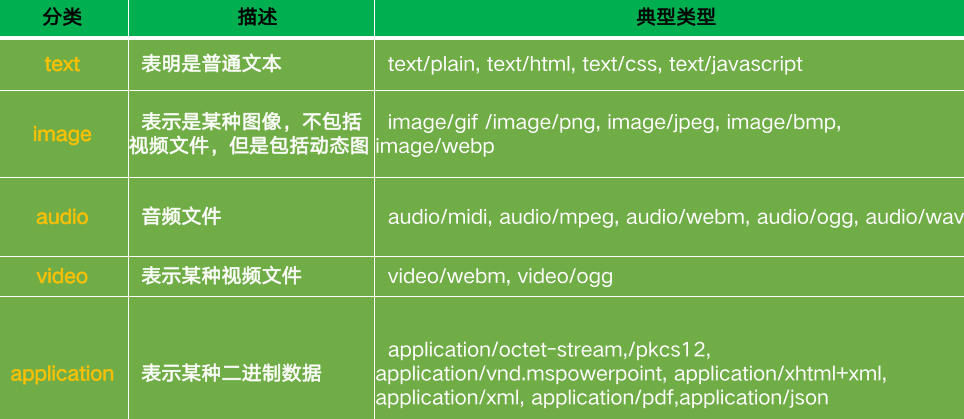 分类 描述 典型类型
text 表明是普通文本 text/plain, text/html, text/css, text/javascript
image 表示是某种图像，不包括
视频文件，但是包括动态图 image/gif /image/png, image/jpeg, image/bmp,
image/webp
audio 音频文件 audio/midi, audio/mpeg, audio/webm, audio/ogg, audio/wav
video 表示某种视频文件 video/webm, video/ogg
application 表示某种二进制数据 application/octet-stream,/pkcs12,
application/vnd.mspowerpoint, application/xhtml+xml,
application/xml, application/pdf,application/json